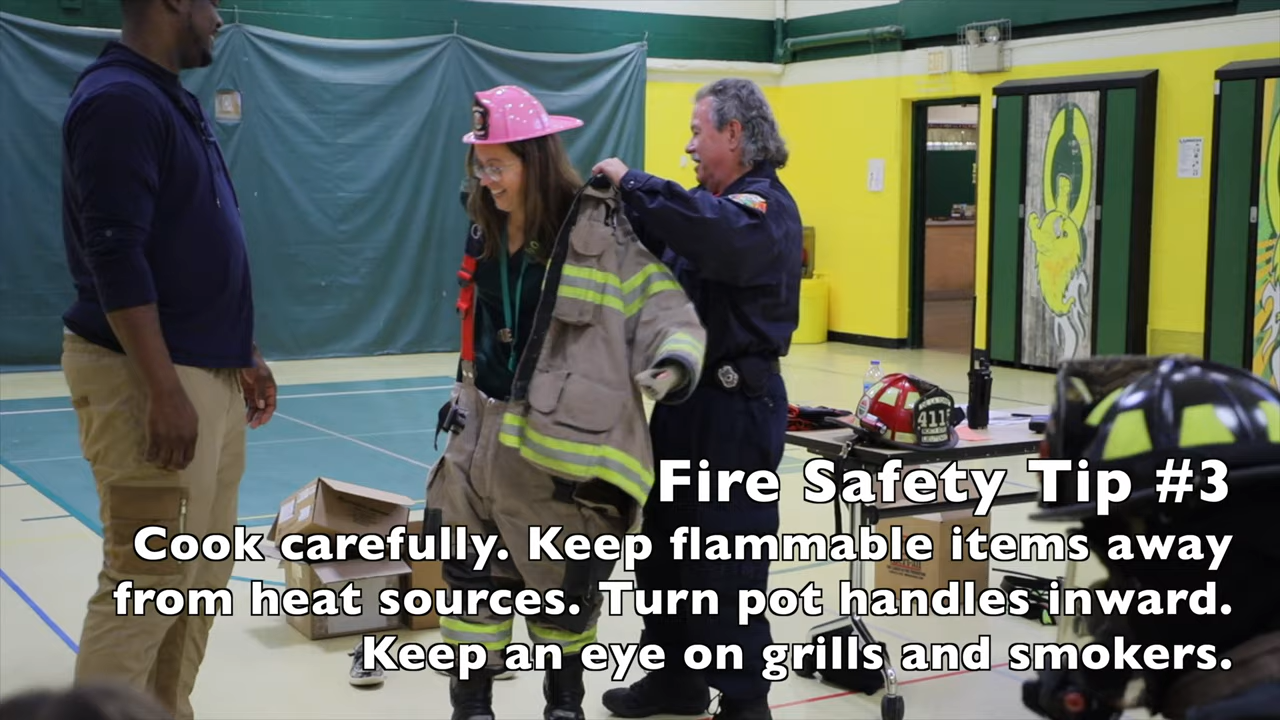 4115
Fire Safety Tip #3
Cook carefully. Keep flammable items away
from heat sources. Turn pot handles inward.
Keep an eye on grills and smokers.